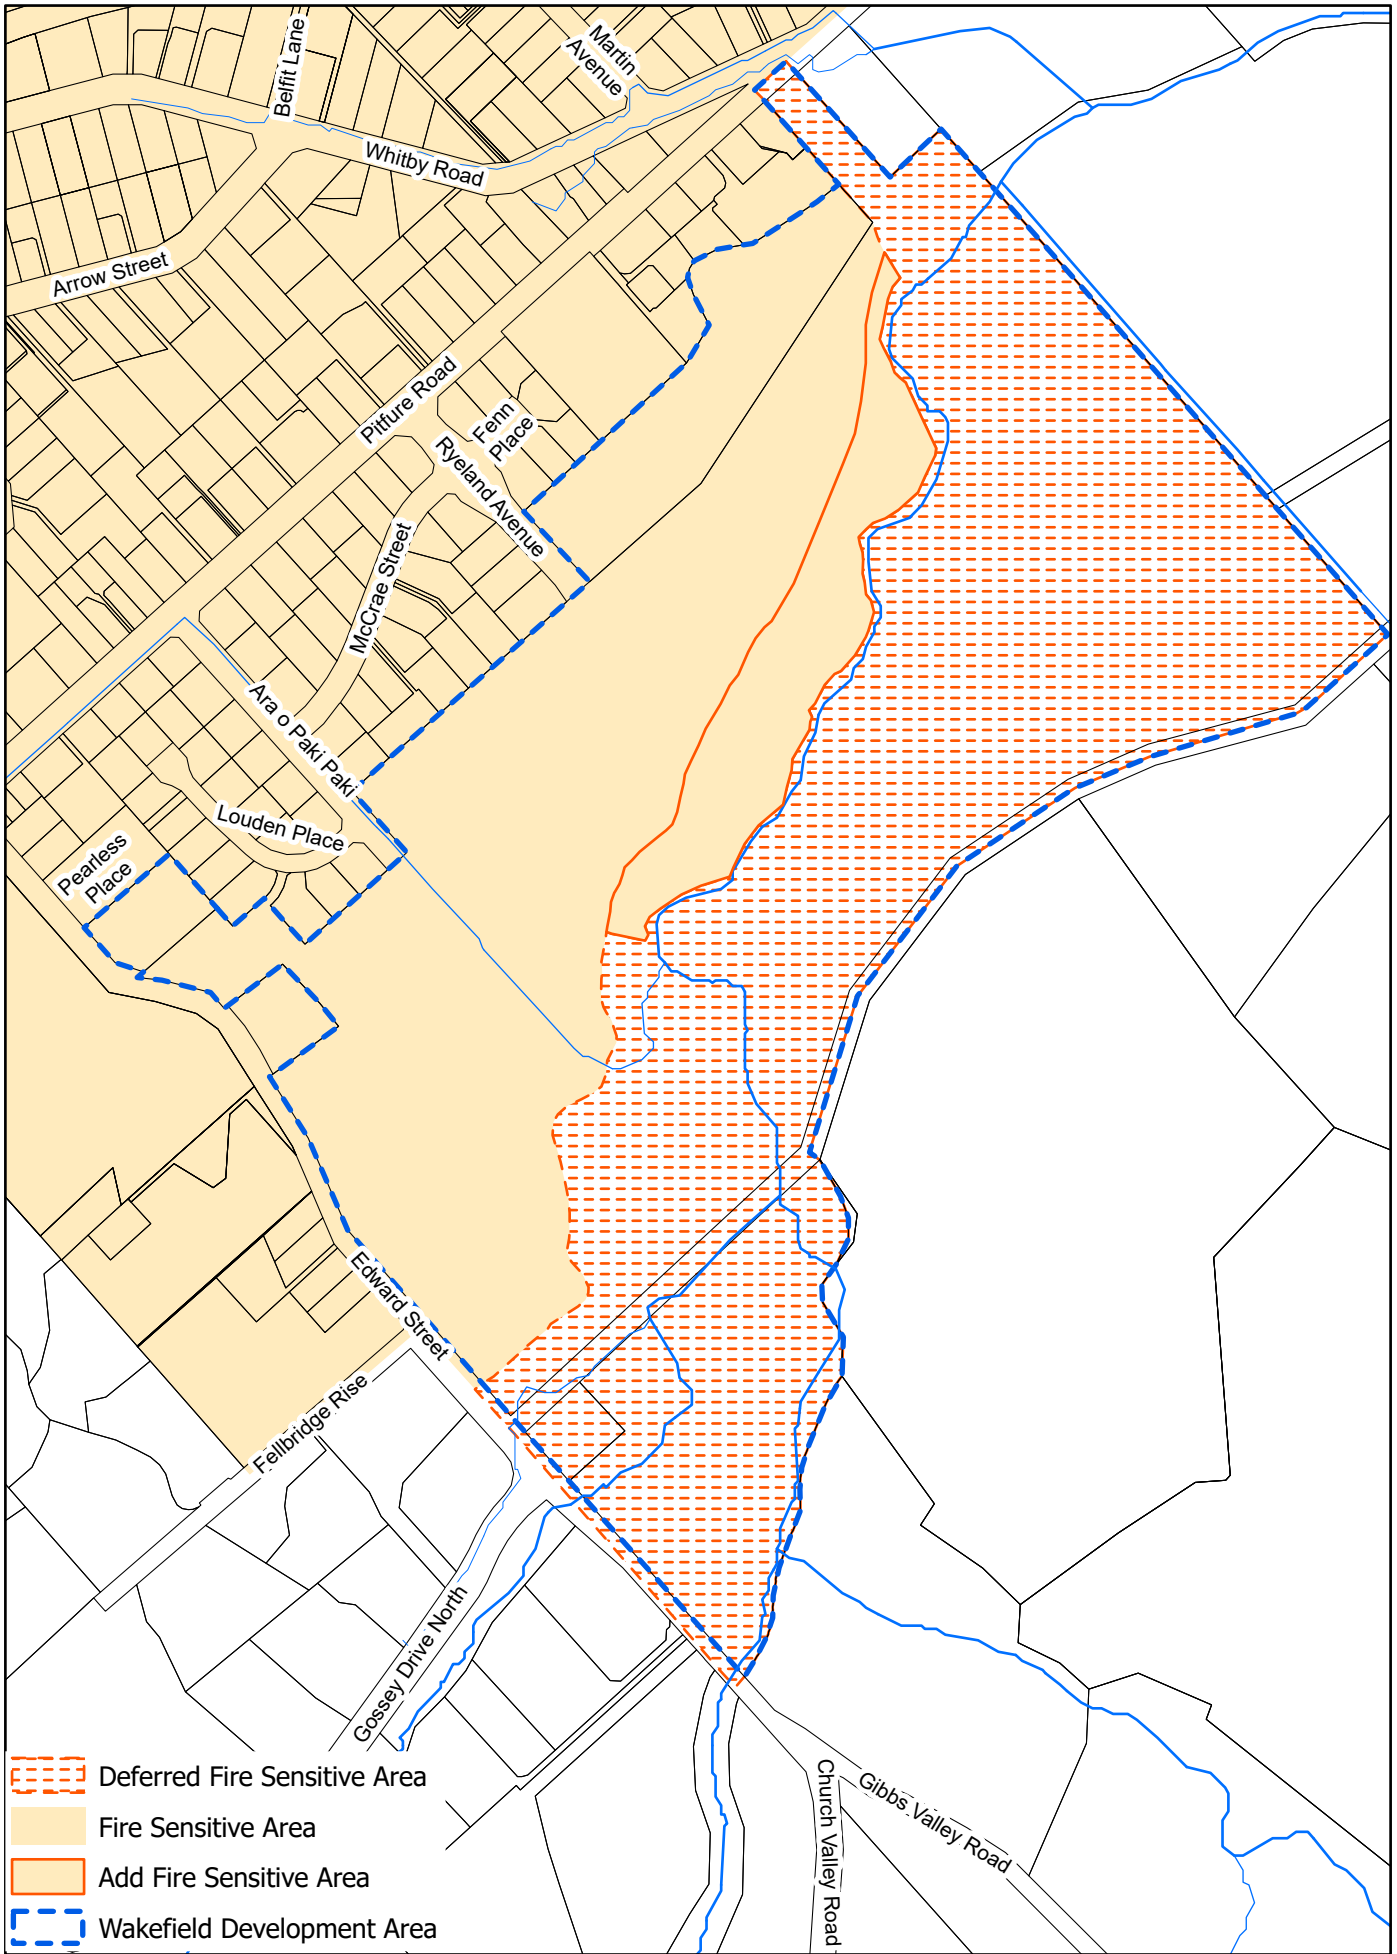 Belfit Lane
Martin
Avenue
Whitby Road
Arrow Street
Pitfure Road
Fenn
Place
Ryeland Avenue
McCrae Street
Ara o Paki Paki
Louden Place
Pearless
Place
Edward Street
Fellbridge Rise
Gossey Drive North
Church Valley Road
Gibbs Valley Road
Deferred Fire Sensitive Area
Fire Sensitive Area
Add Fire Sensitive Area
Wakefield Development Area